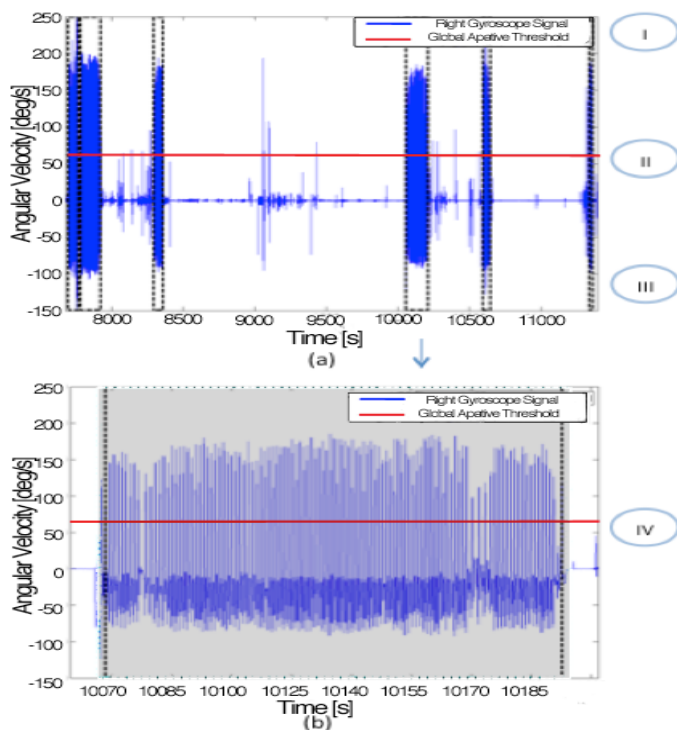 250
200
150
100
50
0
-50
-100
-150
Angular Velocity [deg/s]
Right Gyroscope Signal
Global Apative Threshold
I
II
III
8000 8500 9000 9500 10000 10500 11000
Time [s]
(a)
250
200
150
100
50
0
-50
-100
-150
Angular Velocity [deg/s]
Right Gyroscope Signal
Global Apative Threshold
IV
10070 10085 10100 10125 10140 10155 10170 10185
Time [s]
(b)